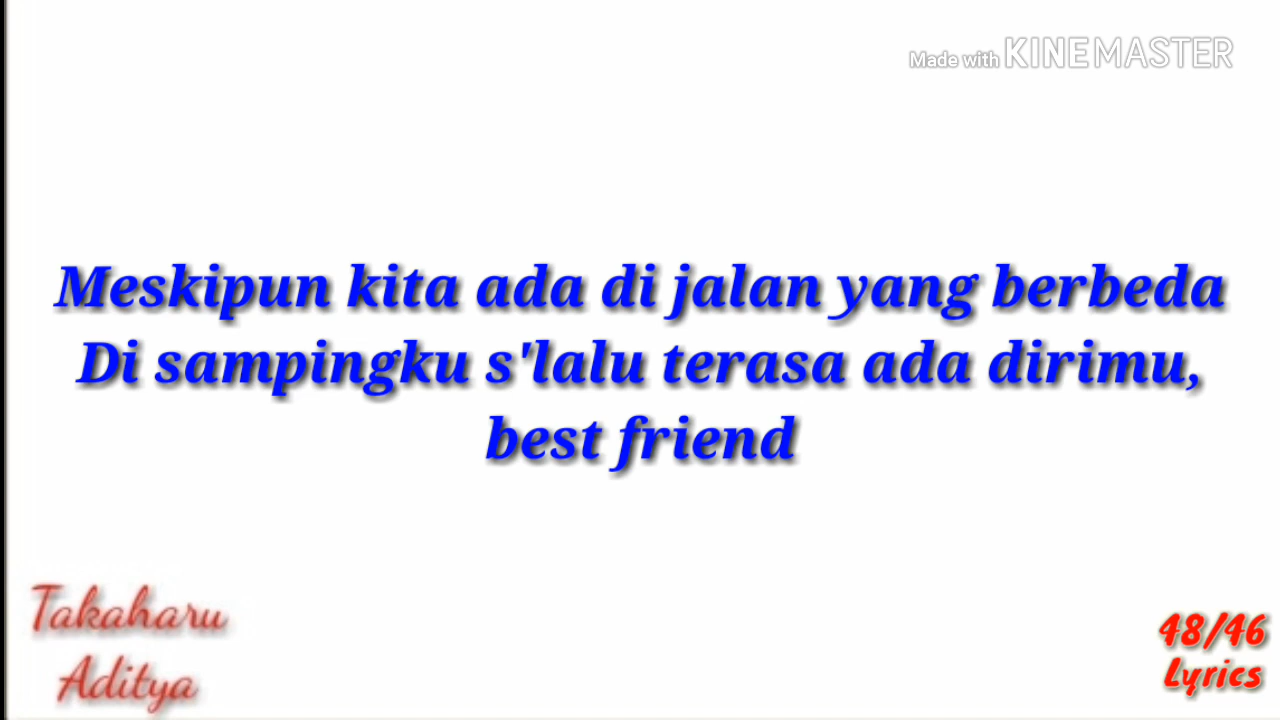 Made with KINEMASTER
Meskipun kita ada di jalan yang berbeda
Di sampingku s'lalu terasa ada dirimu,
best friend
Takaharu
Aditya
48/46
Lyrics